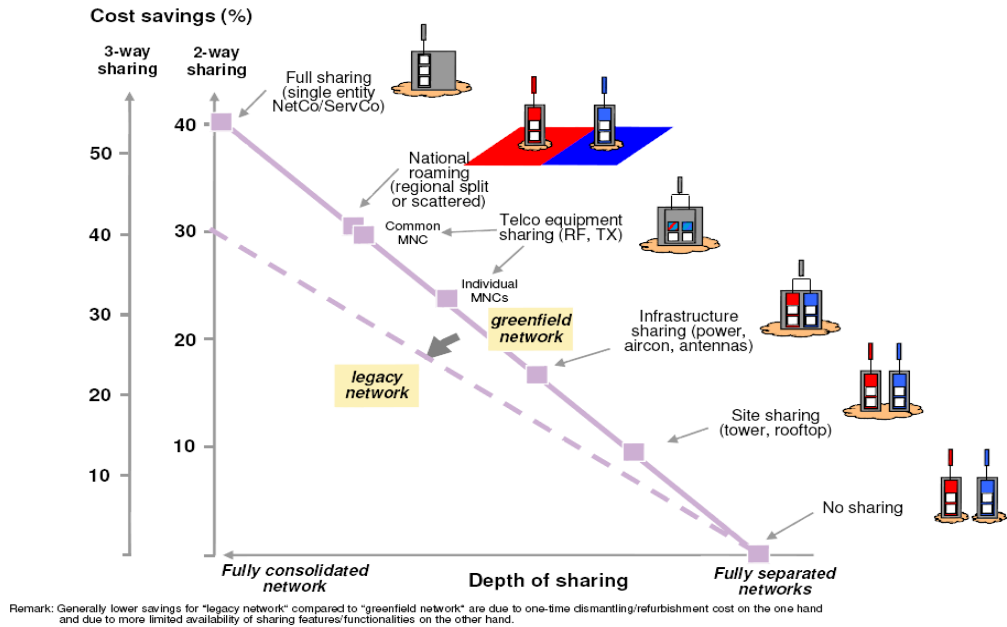 Cost savings (%)
3-way
sharing
2-way
sharing
Full sharing
(single entity
NetCo/ServCo)
40
50
National
roaming
(regional split
or scattered)
Common
MNC
Telco equipment
sharing (RF, TX)
30
40
Individual
MNCs
greenfield
network
30
Infrastructure
sharing (power,
aircon, antennas)
20
legacy
network
20
Site sharing
(tower, rooftop)
10
10
No sharing
0
Fully consolidated
network
Depth of sharing
Fully separated
networks
Remark: Generally lower savings for "legacy network" compared to "greenfield network" are due to one-time dismantling/refurbishment cost on the one hand
and due to more limited availability of sharing features/functionalities on the other hand.